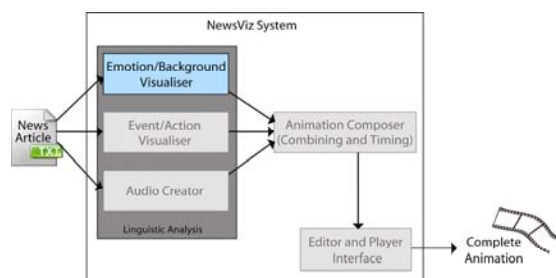 NewsViz System
Emotion/Background
Visualiser
News
Article
TXT
Event/Action
Visualiser
Animation Composer
(Combining and Timing)
Audio Creator
Linguistic Analysis
Editor and Player
Interface
Complete
Animation